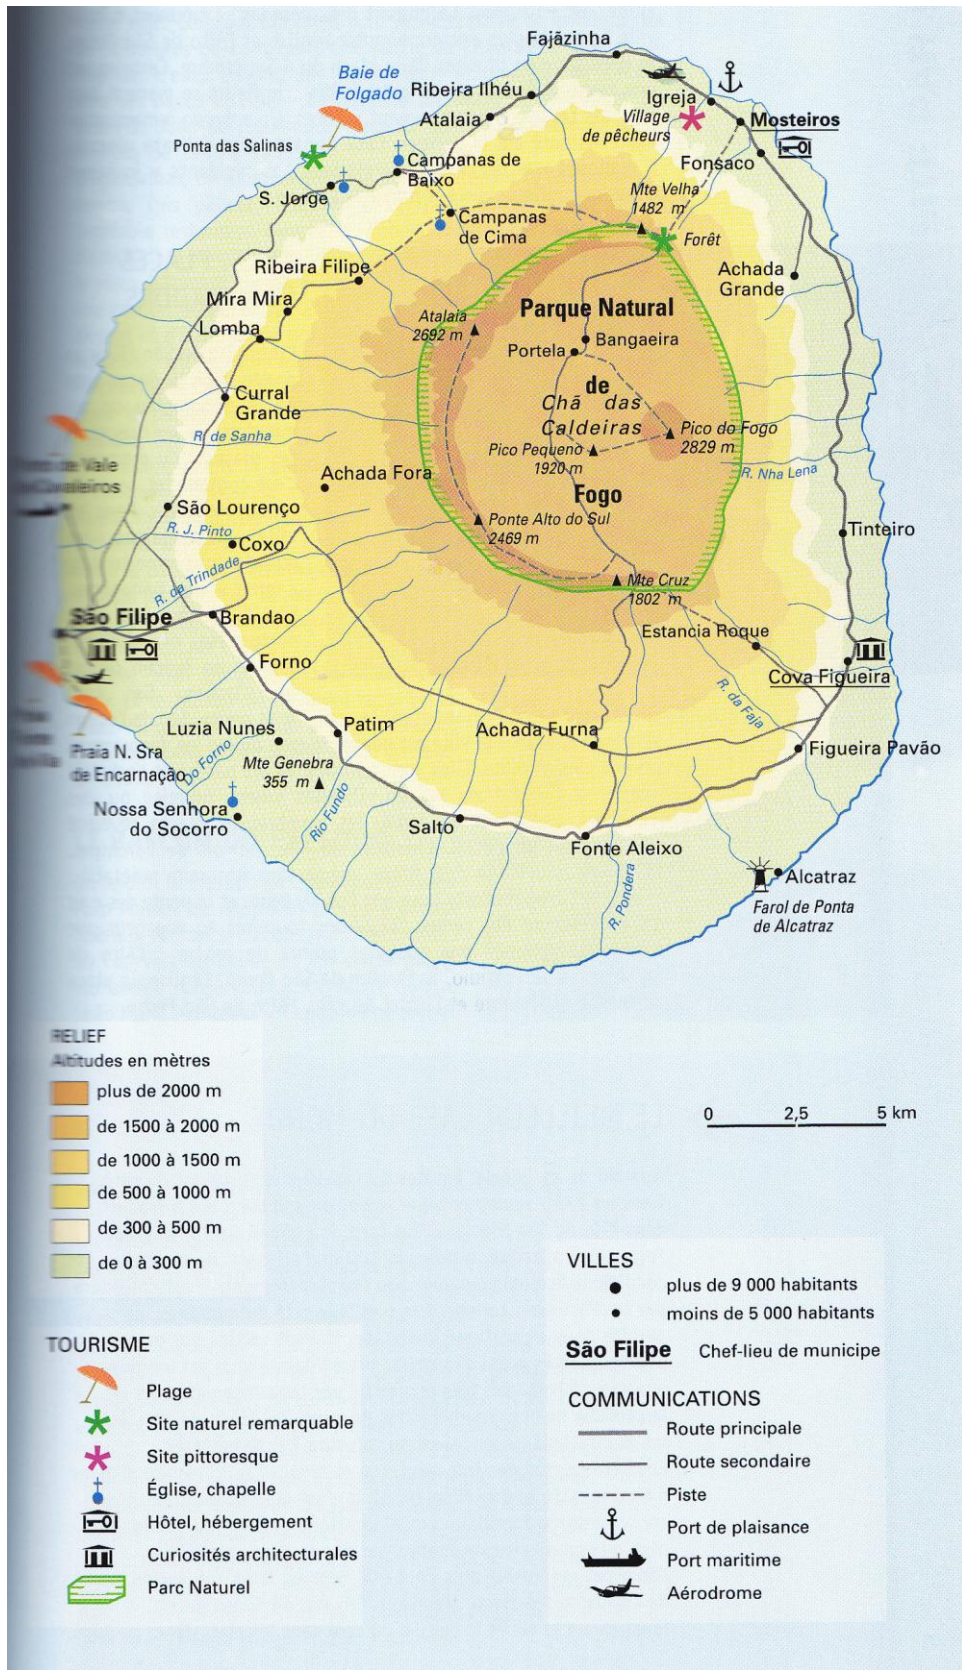 Fajãzinha
Baie de
Folgado
Ribeira Ilhéu
Igreja
Atalaia
Village
de pêcheurs
Mosteiros
Ponta das Salinas
Campanas de
Baixo
Fonsaco
S. Jorge
Mte Velha
1482 m
Campanas
de Cima
Forêt
Ribeira Filipe
Achada
Grande
Mira Mira
Parque Natural
Atalaia
2692 m
Lomba
Bangaeira
Portela
de
Curral
Grande
Chã das
Caldeiras
R. de Sanha
Pico do Fogo
2829 m
Pico Pequeno
1920 m
Vale
Achada Fora
R. Nha Lena
Fogo
São Lourenço
Ponte Alto do Sul
2469 m
R. J. Pinto
Tinteiro
Coxo
R. da Trindade
Mte Cruz
1802 m
São Filipe
Brandao
Estancia Roque
Forno
Cova Figueira
R. da Faja
Luzia Nunes
Patim
Achada Furna
Figueira Pavão
Praia N. Sra
de Encarnação
Do Forno
Mte Genebra
355 m
Nossa Senhora
do Socorro
Rio Fundo
Salto
Fonte Aleixo
R. Pondera
Alcatraz
Farol de Ponta
de Alcatraz
RELIEF
Altitudes en mètres
plus de 2000 m
de 1500 à 2000 m
de 1000 à 1500 m
de 500 à 1000 m
de 300 à 500 m
de 0 à 300 m
0 2,5 5 km
TOURISME
Plage
Site naturel remarquable
Site pittoresque
Église, chapelle
Hôtel, hébergement
Curiosités architecturales
Parc Naturel
VILLES
plus de 9 000 habitants
moins de 5 000 habitants
São Filipe Chef-lieu de municipe
COMMUNICATIONS
Route principale
Route secondaire
Piste
Port de plaisance
Port maritime
Aérodrome